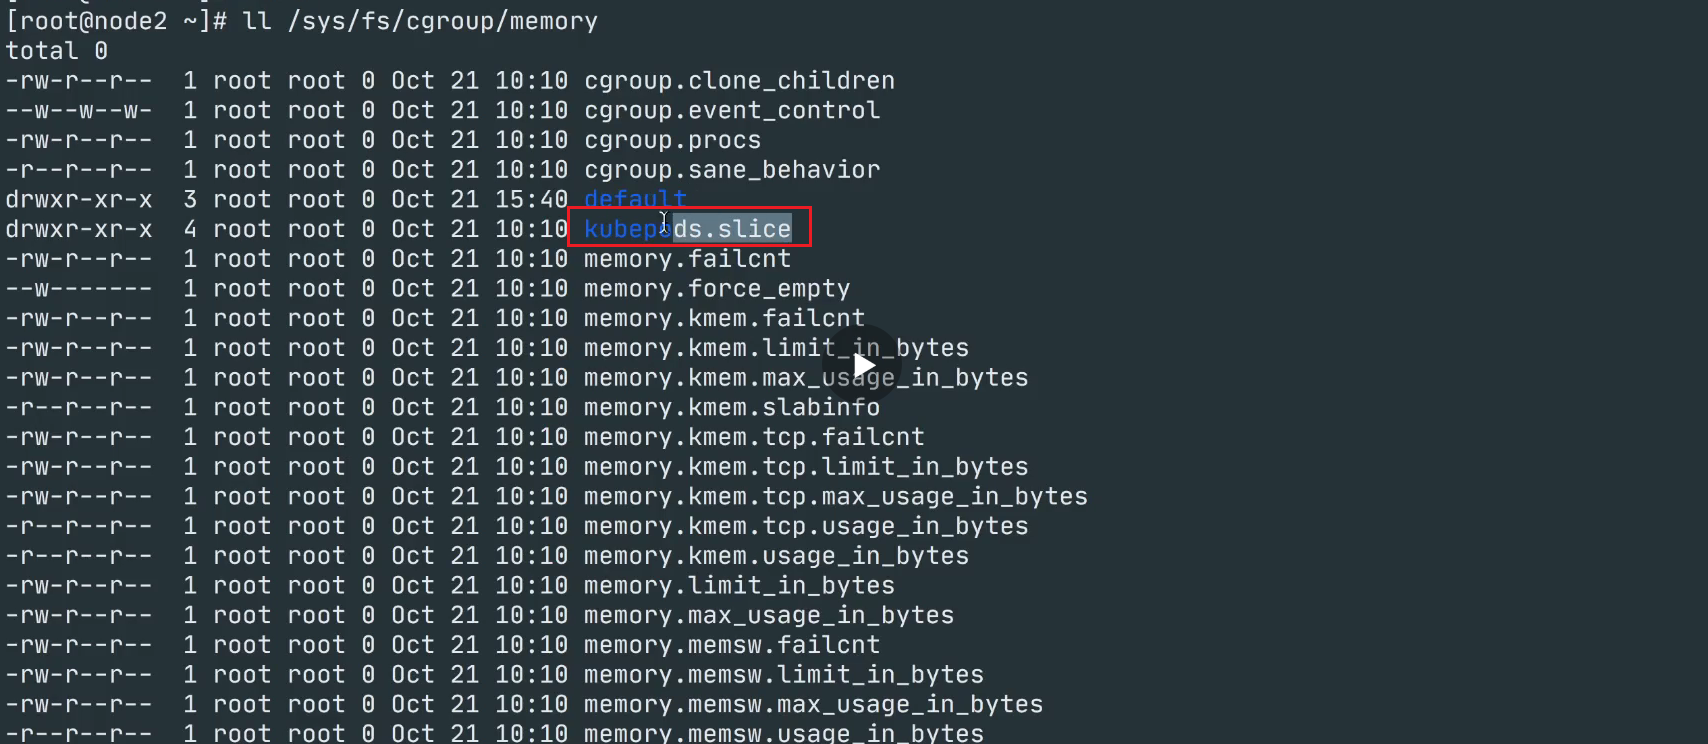 [root@node2 ~]# ll /sys/fs/cgroup/memory
total 0
-rw-r--r--  1 root root 0 Oct 21 10:10 cgroup.clone_children
--w--w--w-  1 root root 0 Oct 21 10:10 cgroup.event_control
-rw-r--r--  1 root root 0 Oct 21 10:10 cgroup.procs
-r--r--r--  1 root root 0 Oct 21 10:10 cgroup.sane_behavior
drwxr-xr-x  3 root root 0 Oct 21 15:40 default
drwxr-xr-x  4 root root 0 Oct 21 10:10 kubepods.slice
-rw-r--r--  1 root root 0 Oct 21 10:10 memory.failcnt
--w-------  1 root root 0 Oct 21 10:10 memory.force_empty
-rw-r--r--  1 root root 0 Oct 21 10:10 memory.kmem.failcnt
-rw-r--r--  1 root root 0 Oct 21 10:10 memory.kmem.limit_in_bytes
-rw-r--r--  1 root root 0 Oct 21 10:10 memory.kmem.max_usage_in_bytes
-r--r--r--  1 root root 0 Oct 21 10:10 memory.kmem.slabinfo
-rw-r--r--  1 root root 0 Oct 21 10:10 memory.kmem.tcp.failcnt
-rw-r--r--  1 root root 0 Oct 21 10:10 memory.kmem.tcp.limit_in_bytes
-rw-r--r--  1 root root 0 Oct 21 10:10 memory.kmem.tcp.max_usage_in_bytes
-r--r--r--  1 root root 0 Oct 21 10:10 memory.kmem.tcp.usage_in_bytes
-r--r--r--  1 root root 0 Oct 21 10:10 memory.kmem.usage_in_bytes
-rw-r--r--  1 root root 0 Oct 21 10:10 memory.limit_in_bytes
-rw-r--r--  1 root root 0 Oct 21 10:10 memory.max_usage_in_bytes
-rw-r--r--  1 root root 0 Oct 21 10:10 memory.memsw.failcnt
-rw-r--r--  1 root root 0 Oct 21 10:10 memory.memsw.limit_in_bytes
-rw-r--r--  1 root root 0 Oct 21 10:10 memory.memsw.max_usage_in_bytes
-r--r--r--  1 root root 0 Oct 21 10:10 memory.memsw.usage_in_bytes